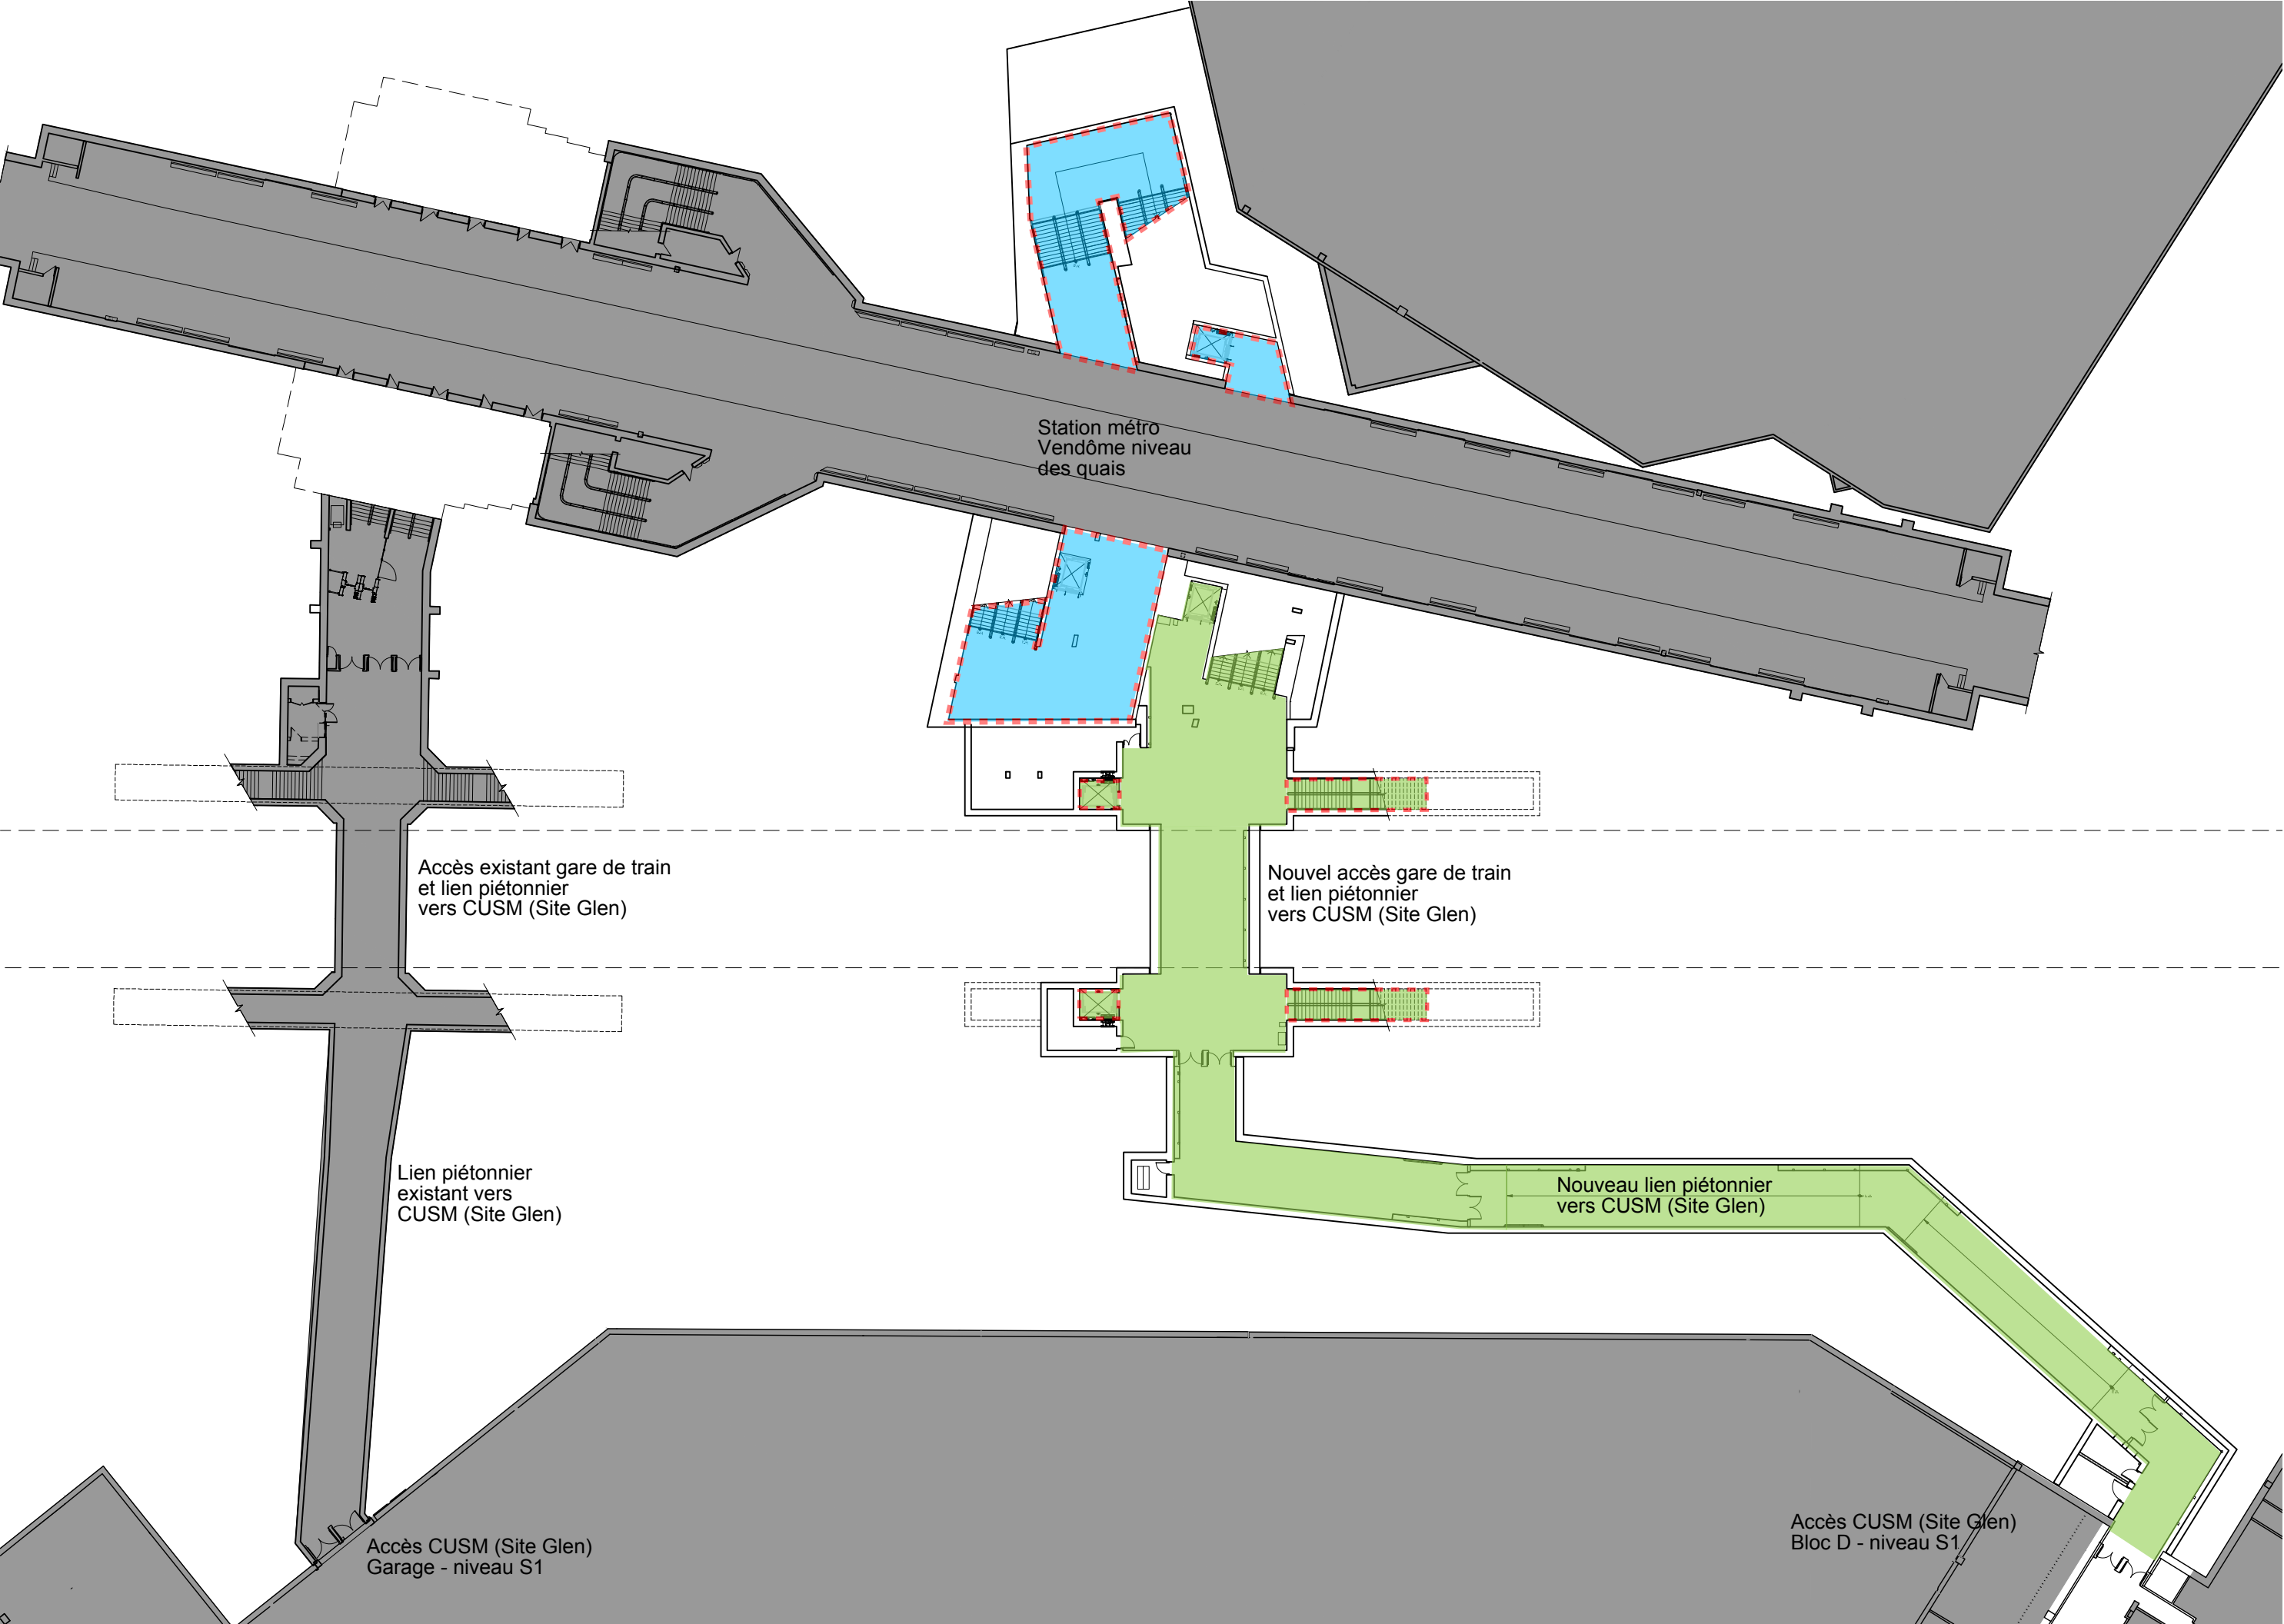 Station métro
Vendôme niveau
des quais
Accès existant gare de train
et lien piétonnier
vers CUSM (Site Glen)
Nouvel accès gare de train
et lien piétonnier
vers CUSM (Site Glen)
Lien piétonnier
existant vers
CUSM (Site Glen)
Nouveau lien piétonnier
vers CUSM (Site Glen)
Accès CUSM (Site Glen)
Garage - niveau S1
Accès CUSM (Site Glen)
Bloc D - niveau S1